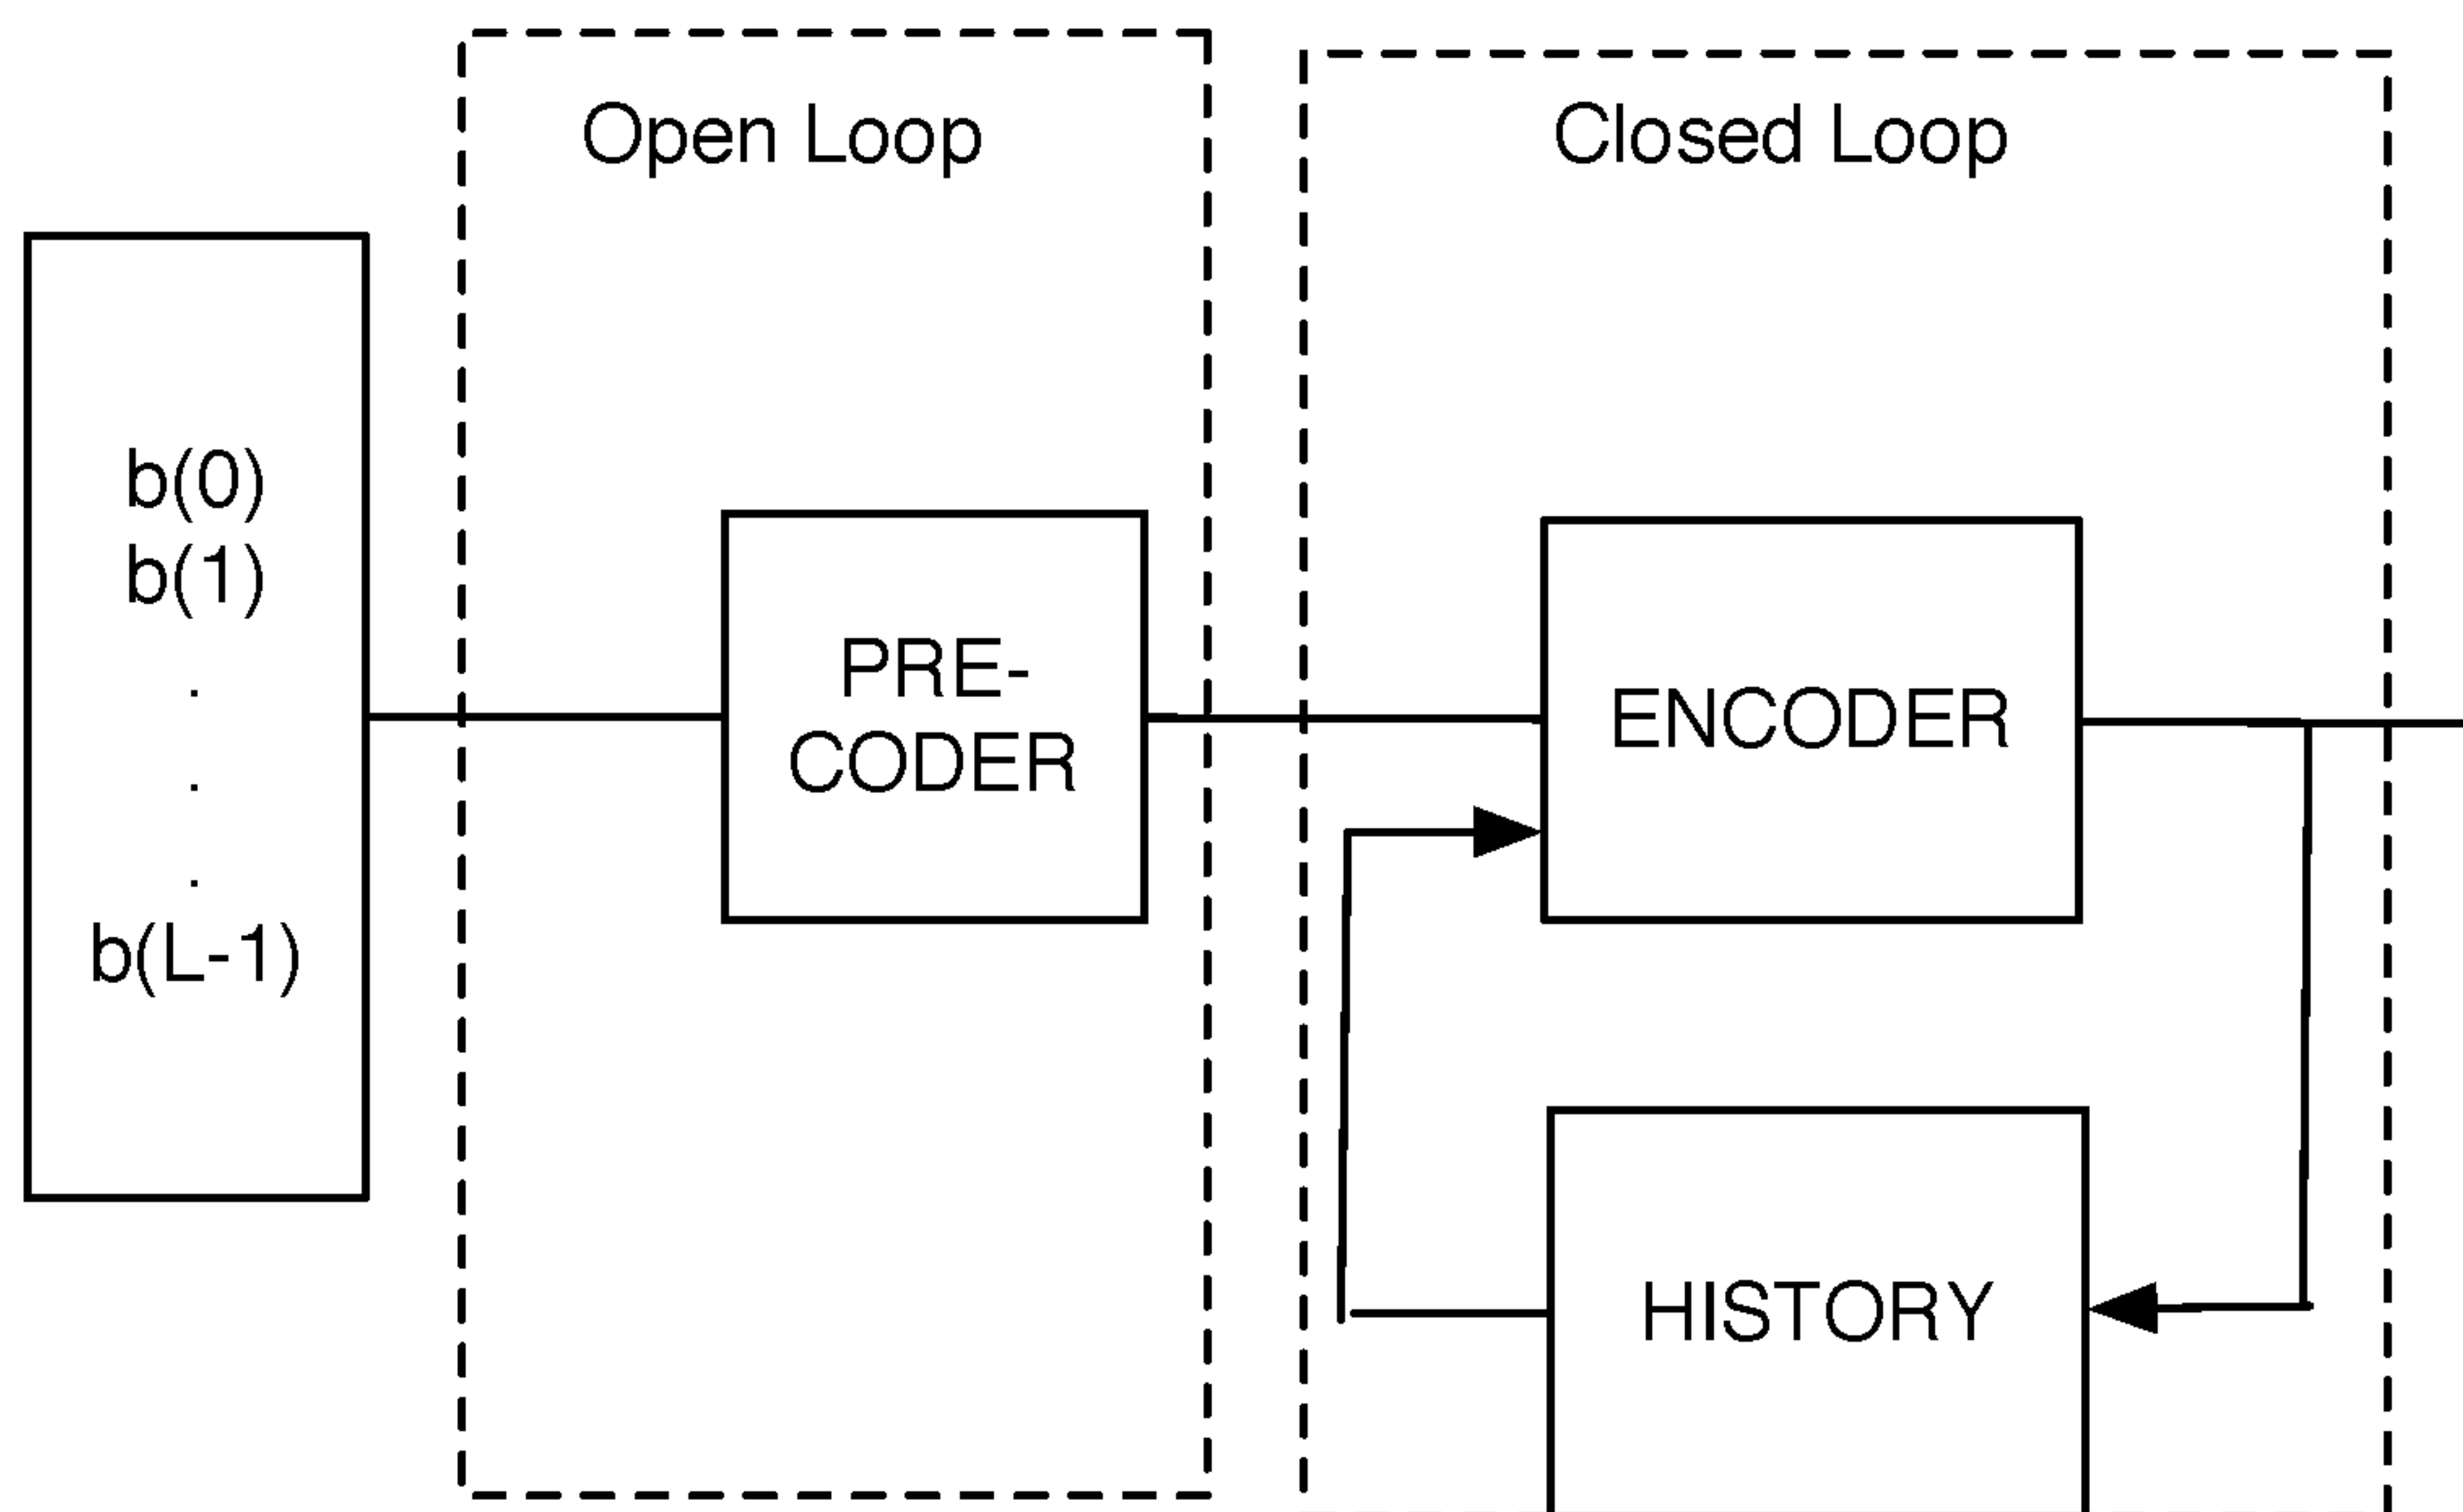 Open Loop
Closed Loop
b(0)
b(1)
.
.
.
b(L-1)
PRE-
CODER
ENCODER
HISTORY